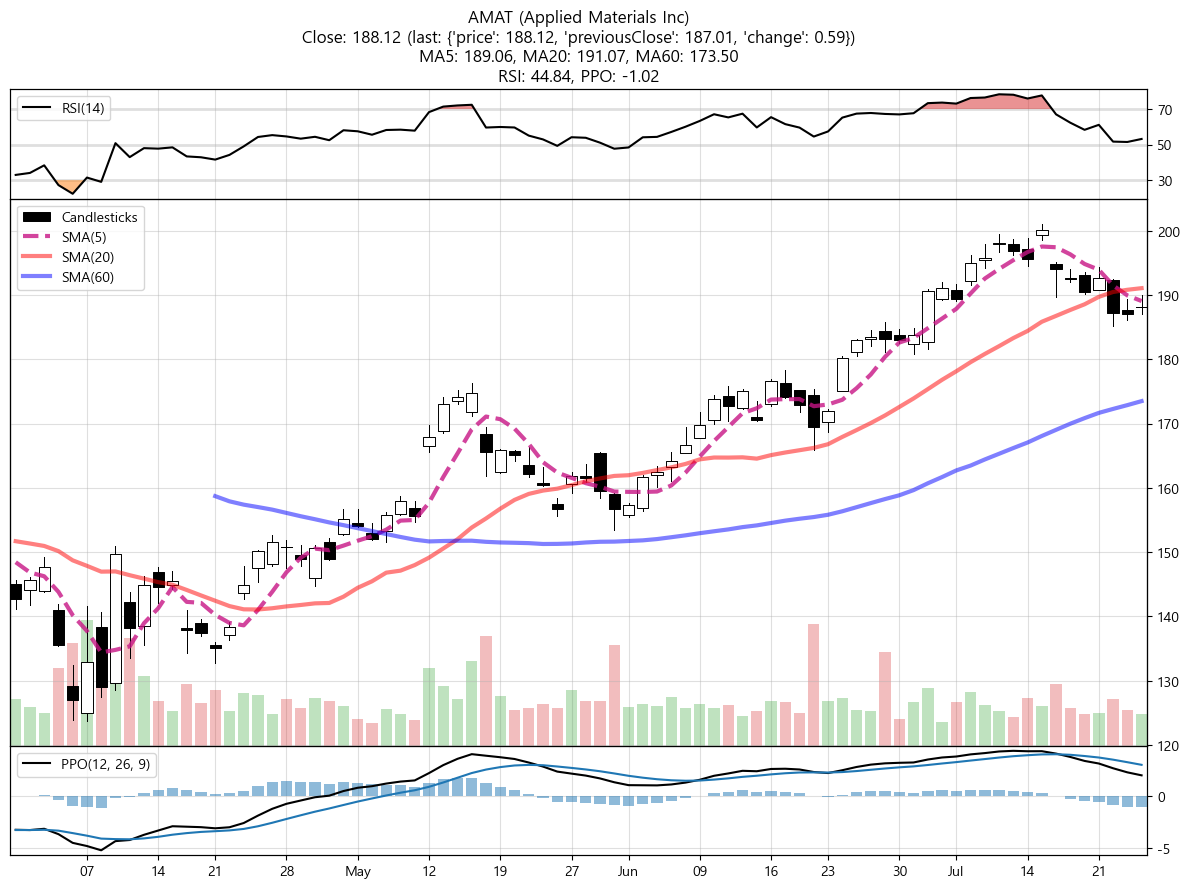 AMAT (Applied Materials Inc)
Close: 188.12 (last: {'price': 188.12, 'previousClose': 187.01, 'change': 0.59})
MA5: 189.06, MA20: 191.07, MA60: 173.50
RSI: 44.84, PPO: -1.02
RSI(14)
70
50
30
Candlesticks
SMA(5)
SMA(20)
SMA(60)
200
190
180
170
160
150
140
130
120
PPO(12, 26, 9)
0
-5
07 14 21 28 May 12 19 27 Jun 09 16 23 30 Jul 14 21